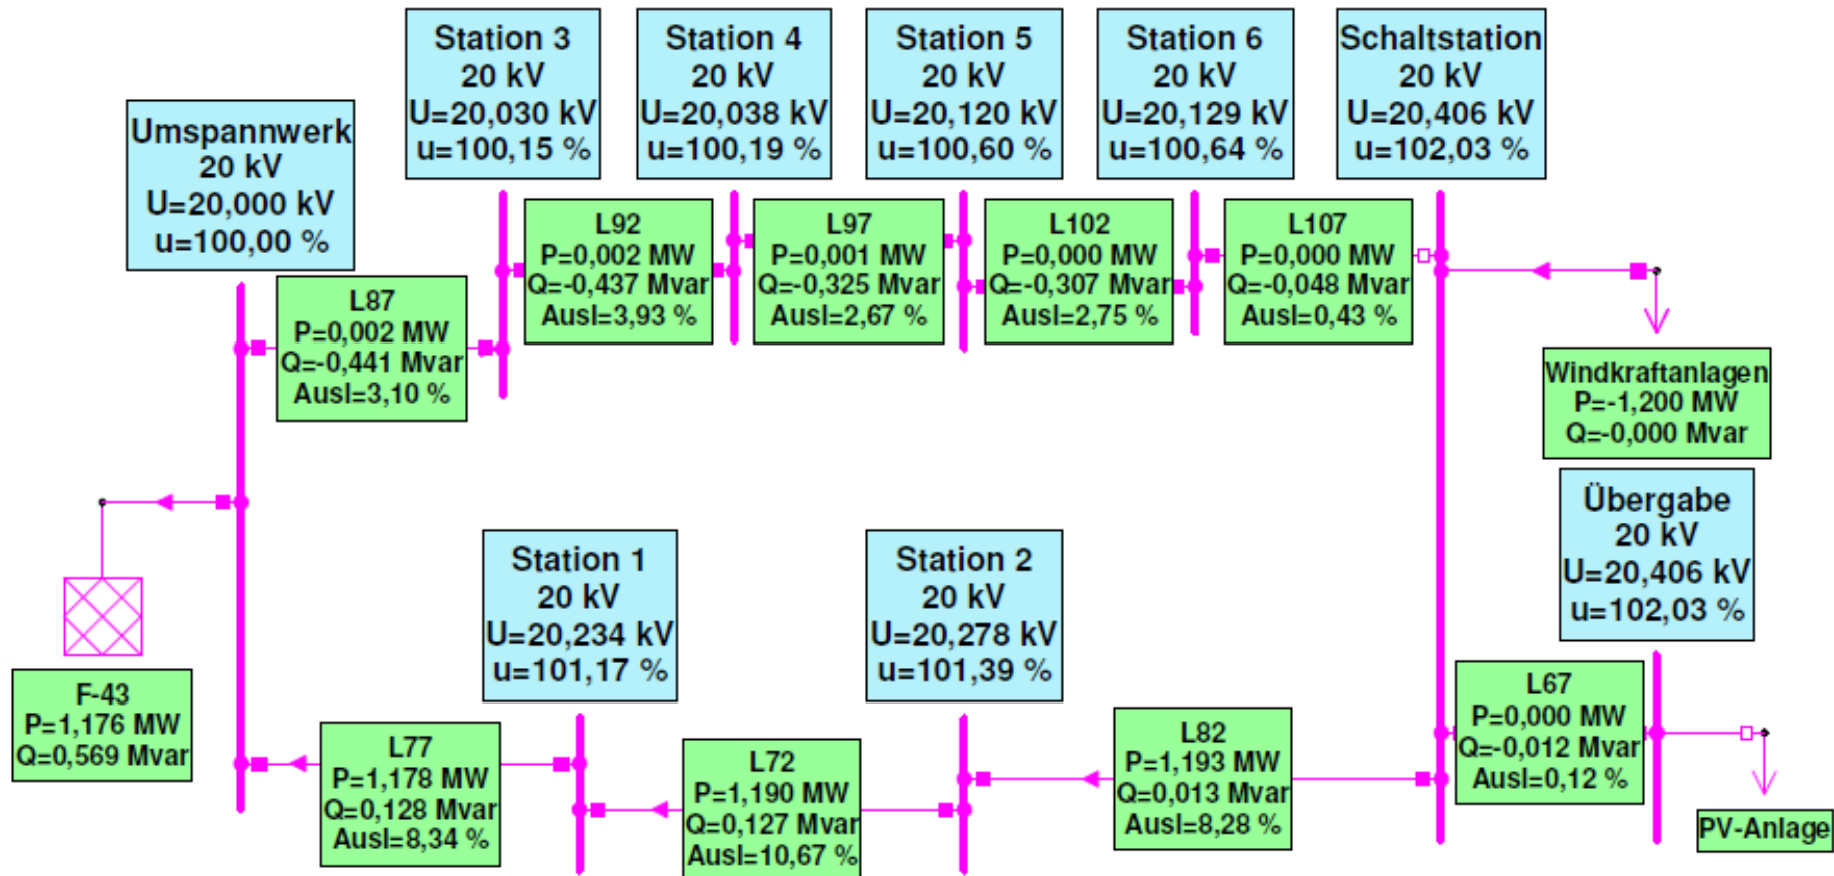 Umspannwerk
20 kV
U=20,000 kV
u=100,00 %
Station 3
20 kV
U=20,030 kV
u=100,15 %
Station 4
20 kV
U=20,038 kV
u=100,19 %
Station 5
20 kV
U=20,120 kV
u=100,60 %
Station 6
20 kV
U=20,129 kV
u=100,64 %
Schaltstation
20 kV
U=20,406 kV
u=102,03 %
L87
P=0,002 MW
Q=-0,441 Mvar
Ausl=3,10 %
L92
P=0,002 MW
Q=-0,437 Mvar
Ausl=3,93 %
L97
P=0,001 MW
Q=-0,325 Mvar
Ausl=2,67 %
L102
P=0,000 MW
Q=-0,307 Mvar
Ausl=2,75 %
L107
P=0,000 MW
Q=-0,048 Mvar
Ausl=0,43 %
Windkraftanlagen
P=-1,200 MW
Q=-0,000 Mvar
Übergabe
20 kV
U=20,406 kV
u=102,03 %
Station 1
20 kV
U=20,234 kV
u=101,17 %
Station 2
20 kV
U=20,278 kV
u=101,39 %
F-43
P=1,176 MW
Q=0,569 Mvar
L77
P=1,178 MW
Q=0,128 Mvar
Ausl=8,34 %
L72
P=1,190 MW
Q=0,127 Mvar
Ausl=10,67 %
L82
P=1,193 MW
Q=0,013 Mvar
Ausl=8,28 %
L67
P=0,000 MW
Q=-0,012 Mvar
Ausl=0,12 %
PV-Anlage